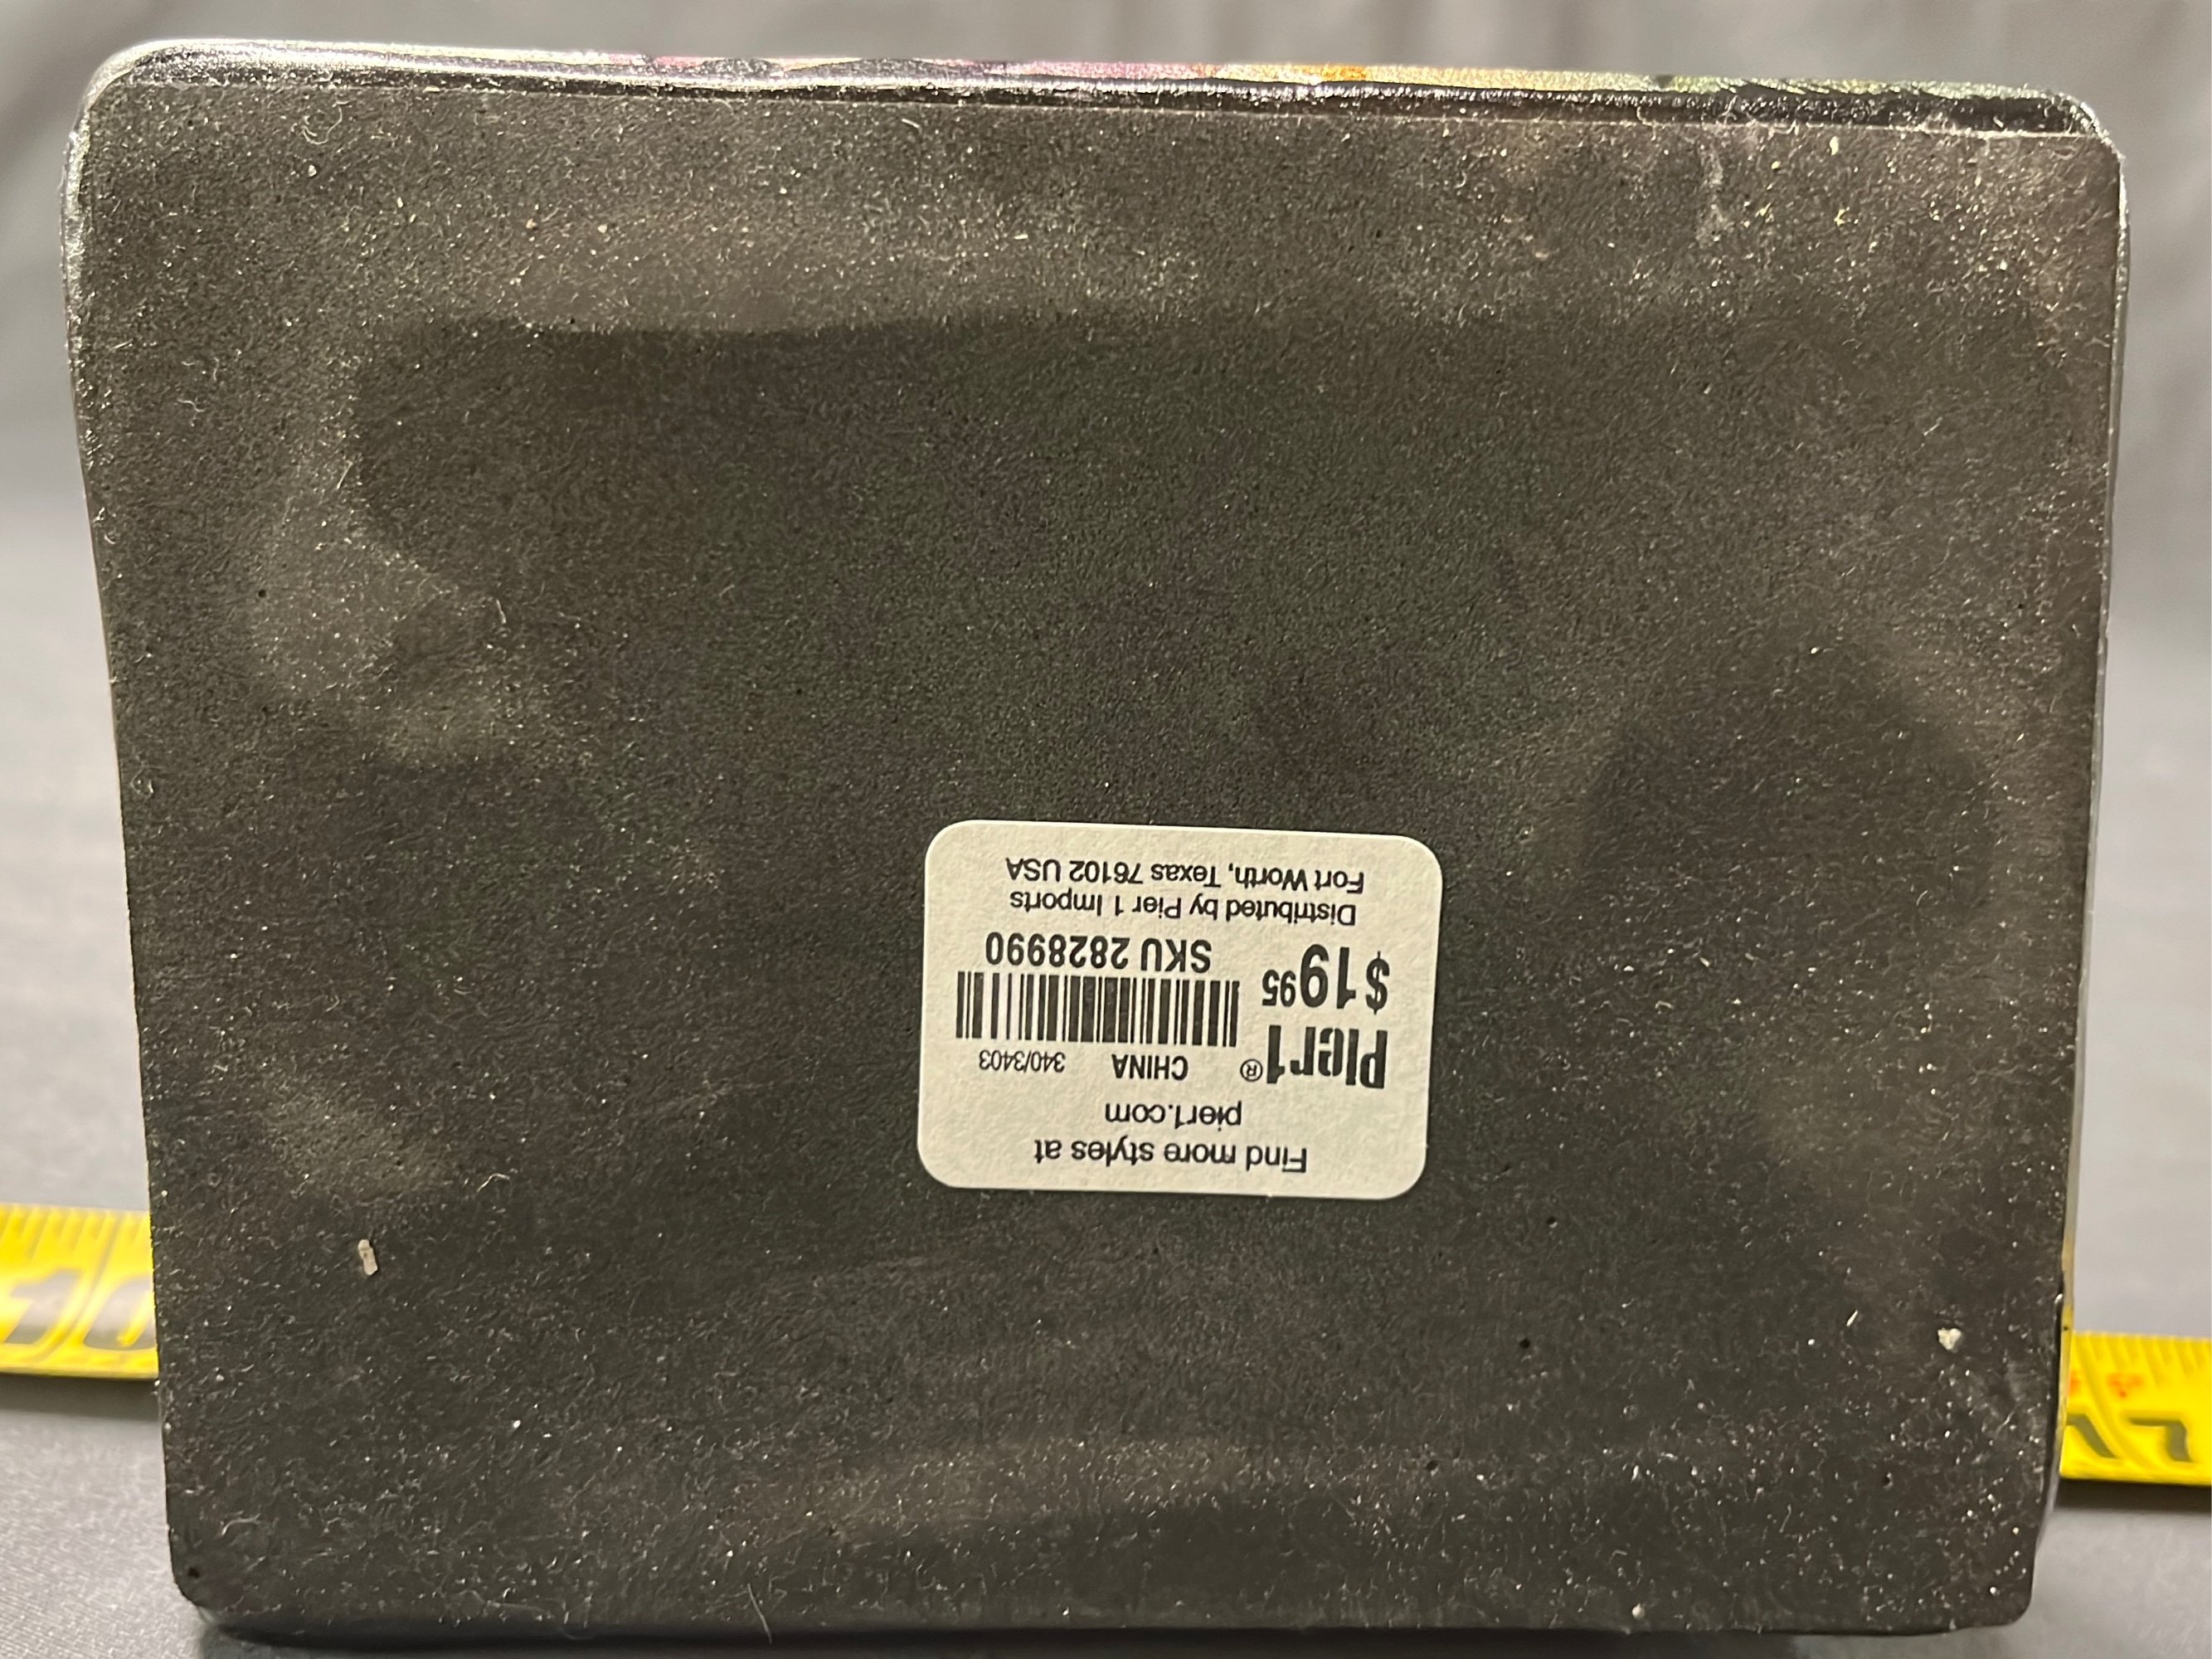 Find more styles at
pier1.com
Pier1® CHINA 340/3403
$19.95 SKU 2828990
Distributed by Pier 1 Imports
Fort Worth, Texas 76102 USA